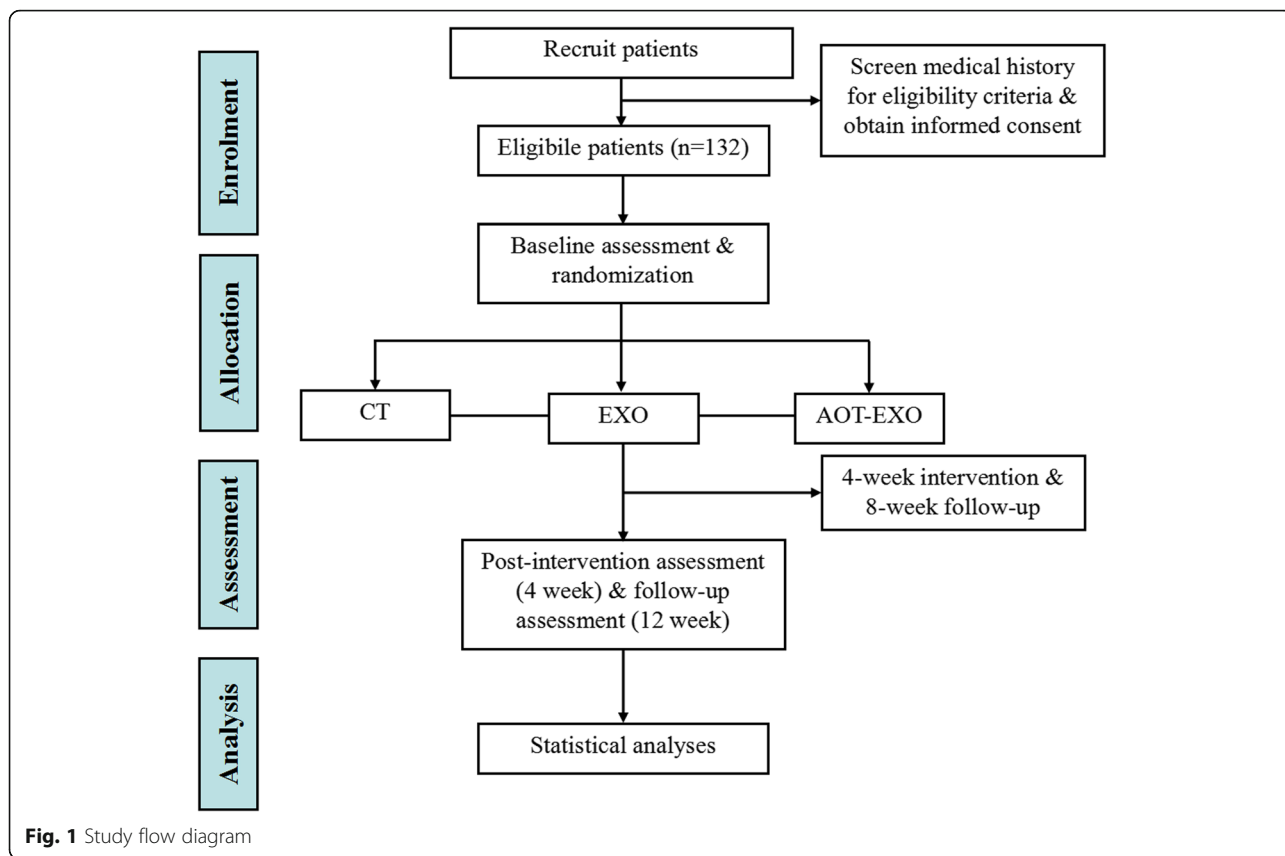 Enrolment
Recruit patients
Screen medical history
for eligibility criteria &
obtain informed consent
Eligibile patients (n=132)
Baseline assessment &
randomization
Allocation
CT
EXO
AOT-EXO
4-week intervention &
8-week follow-up
Assessment
Post-intervention assessment
(4 week) & follow-up
assessment (12 week)
Analysis
Statistical analyses
Fig. 1 Study flow diagram